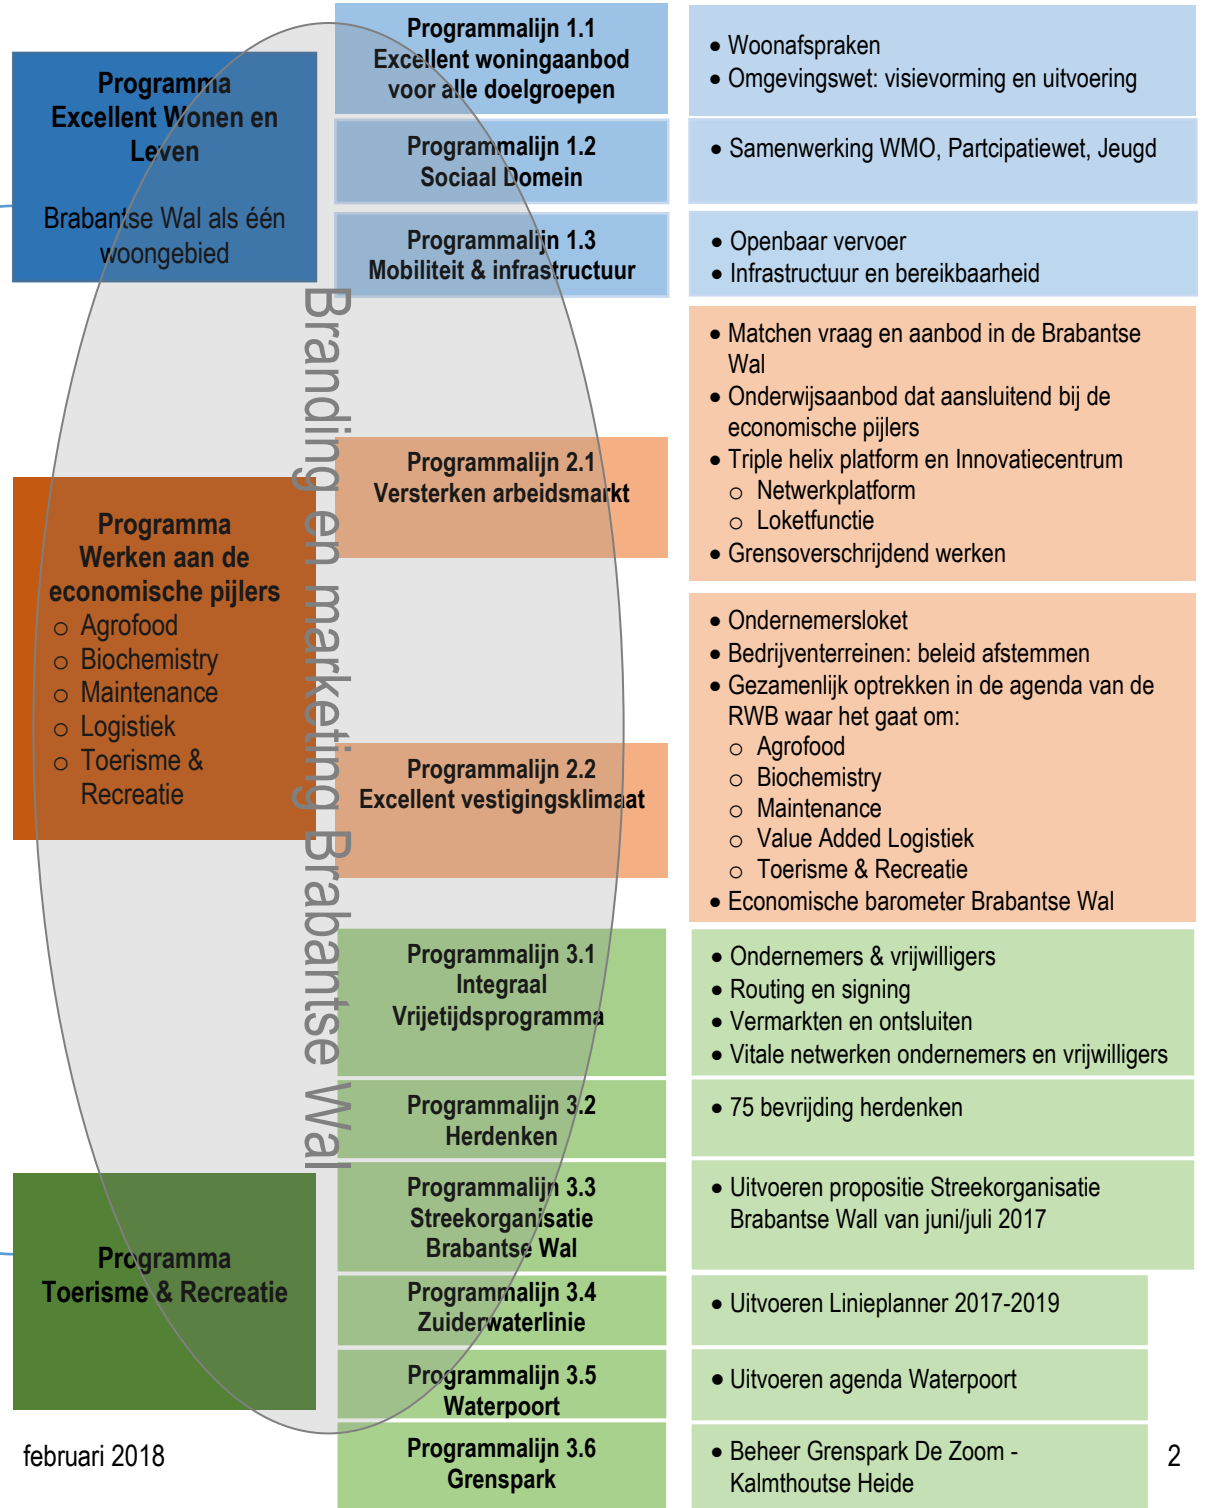 Programma
Excellent Wonen en
Leven
Brabantse Wal als één
woongebied
Programmalijn 1.1
Excellent woningaanbod
voor alle doelgroepen
• Woonafspraken
• Omgevingswet: visievorming en uitvoering
Programmalijn 1.2
Sociaal Domein
• Samenwerking WMO, Partcipatiewet, Jeugd
Programmalijn 1.3
Mobiliteit & infrastructuur
• Openbaar vervoer
• Infrastructuur en bereikbaarheid
Branding en marketing Brabantse Wal
Programma
Werken aan de
economische pijlers
o Agrofood
o Biochemistry
o Maintenance
o Logistiek
o Toerisme &
Recreatie
Programmalijn 2.1
Versterken arbeidsmarkt
• Matchen vraag en aanbod in de Brabantse
Wal
• Onderwijsaanbod dat aansluitend bij de
economische pijlers
• Triple helix platform en Innovatiecentrum
o Netwerkplatform
o Loketfunctie
• Grensoverschrijdend werken
Programmalijn 2.2
Excellent vestigingsklimaat
• Ondernemersloket
• Bedrijventerreinen: beleid afstemmen
• Gezamenlijk optrekken in de agenda van de
RWB waar het gaat om:
o Agrofood
o Biochemistry
o Maintenance
o Value Added Logistiek
o Toerisme & Recreatie
• Economische barometer Brabantse Wal
Programma
Toerisme & Recreatie
Programmalijn 3.1
Integraal
Vrijetijdsprogramma
• Ondernemers & vrijwilligers
• Routing en signing
• Vermarkten en ontsluiten
• Vitale netwerken ondernemers en vrijwilligers
Programmalijn 3.2
Herdenken
• 75 bevrijding herdenken
Programmalijn 3.3
Streekorganisatie
Brabantse Wal
• Uitvoeren propositie Streekorganisatie
Brabantse Wall van juni/juli 2017
Programmalijn 3.4
Zuiderwaterlinie
• Uitvoeren Linieplanner 2017-2019
Programmalijn 3.5
Waterpoort
• Uitvoeren agenda Waterpoort
Programmalijn 3.6
Grenspark
• Beheer Grenspark De Zoom -
Kalmthoutse Heide
februari 2018
2